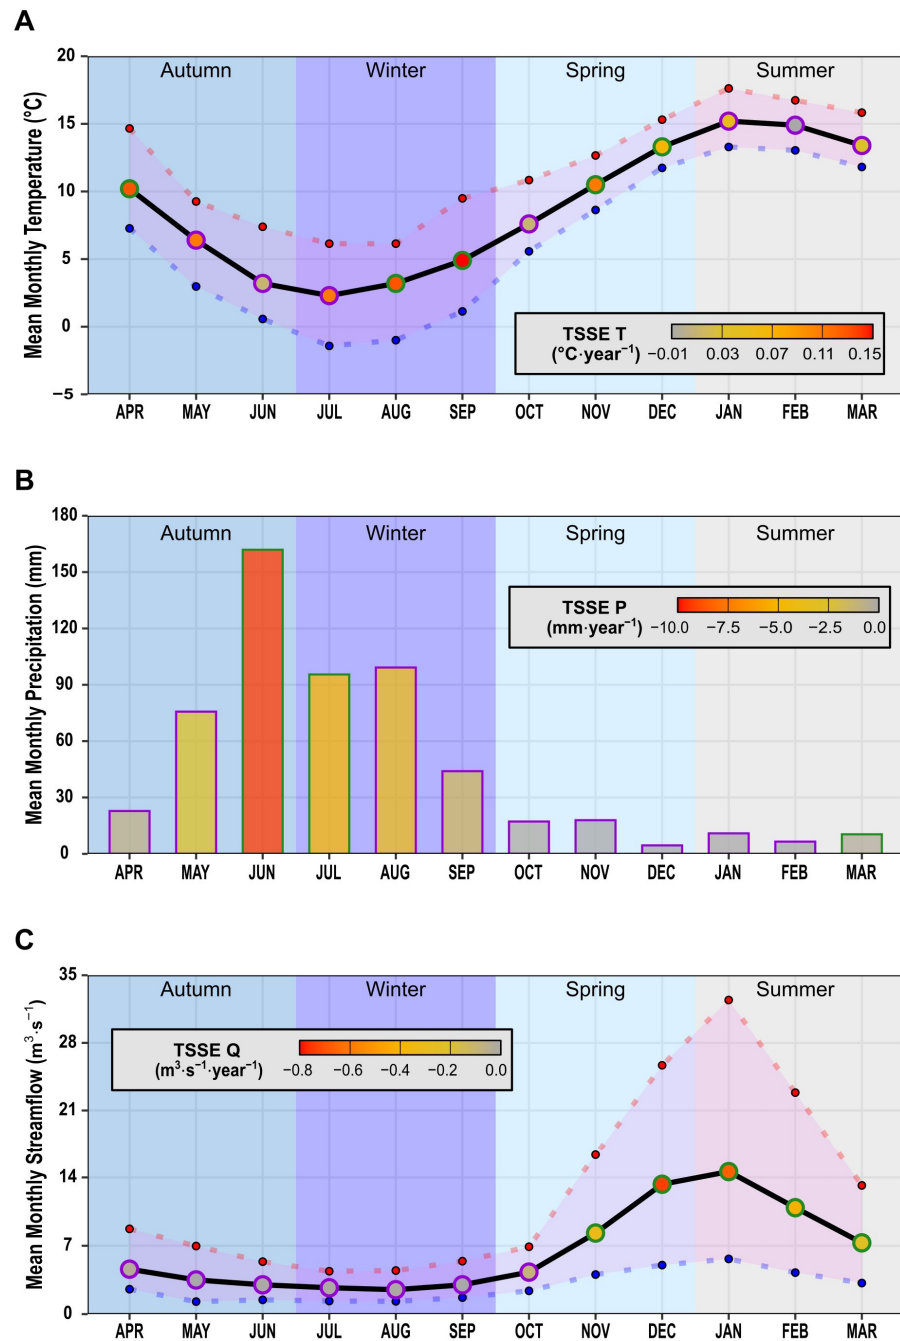 A
Mean Monthly Temperature (°C)
20
15
10
5
0
−5
Autumn Winter Spring Summer
TSSE T
(°C·year⁻¹)
−0.01 0.03 0.07 0.11 0.15
APR MAY JUN JUL AUG SEP OCT NOV DEC JAN FEB MAR
B
Mean Monthly Precipitation (mm)
180
150
120
90
60
30
0
Autumn Winter Spring Summer
TSSE P
(mm·year⁻¹)
−10.0 −7.5 −5.0 −2.5 0.0
APR MAY JUN JUL AUG SEP OCT NOV DEC JAN FEB MAR
C
Mean Monthly Streamflow (m³·s⁻¹)
35
28
21
14
7
0
Autumn Winter Spring Summer
TSSE Q
(m³·s⁻¹·year⁻¹)
−0.8 −0.6 −0.4 −0.2 0.0
APR MAY JUN JUL AUG SEP OCT NOV DEC JAN FEB MAR